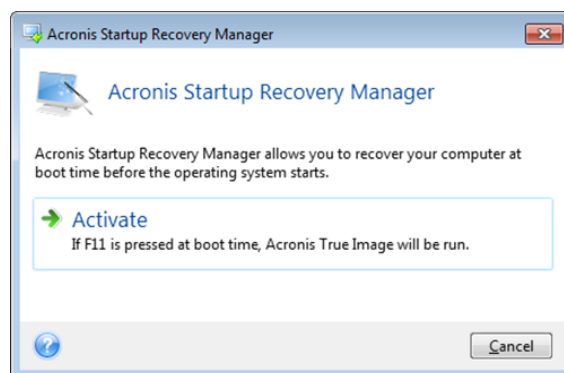 Acronis Startup Recovery Manager
Acronis Startup Recovery Manager
Acronis Startup Recovery Manager allows you to recover your computer at
boot time before the operating system starts.
Activate
If F11 is pressed at boot time, Acronis True Image will be run.
Cancel